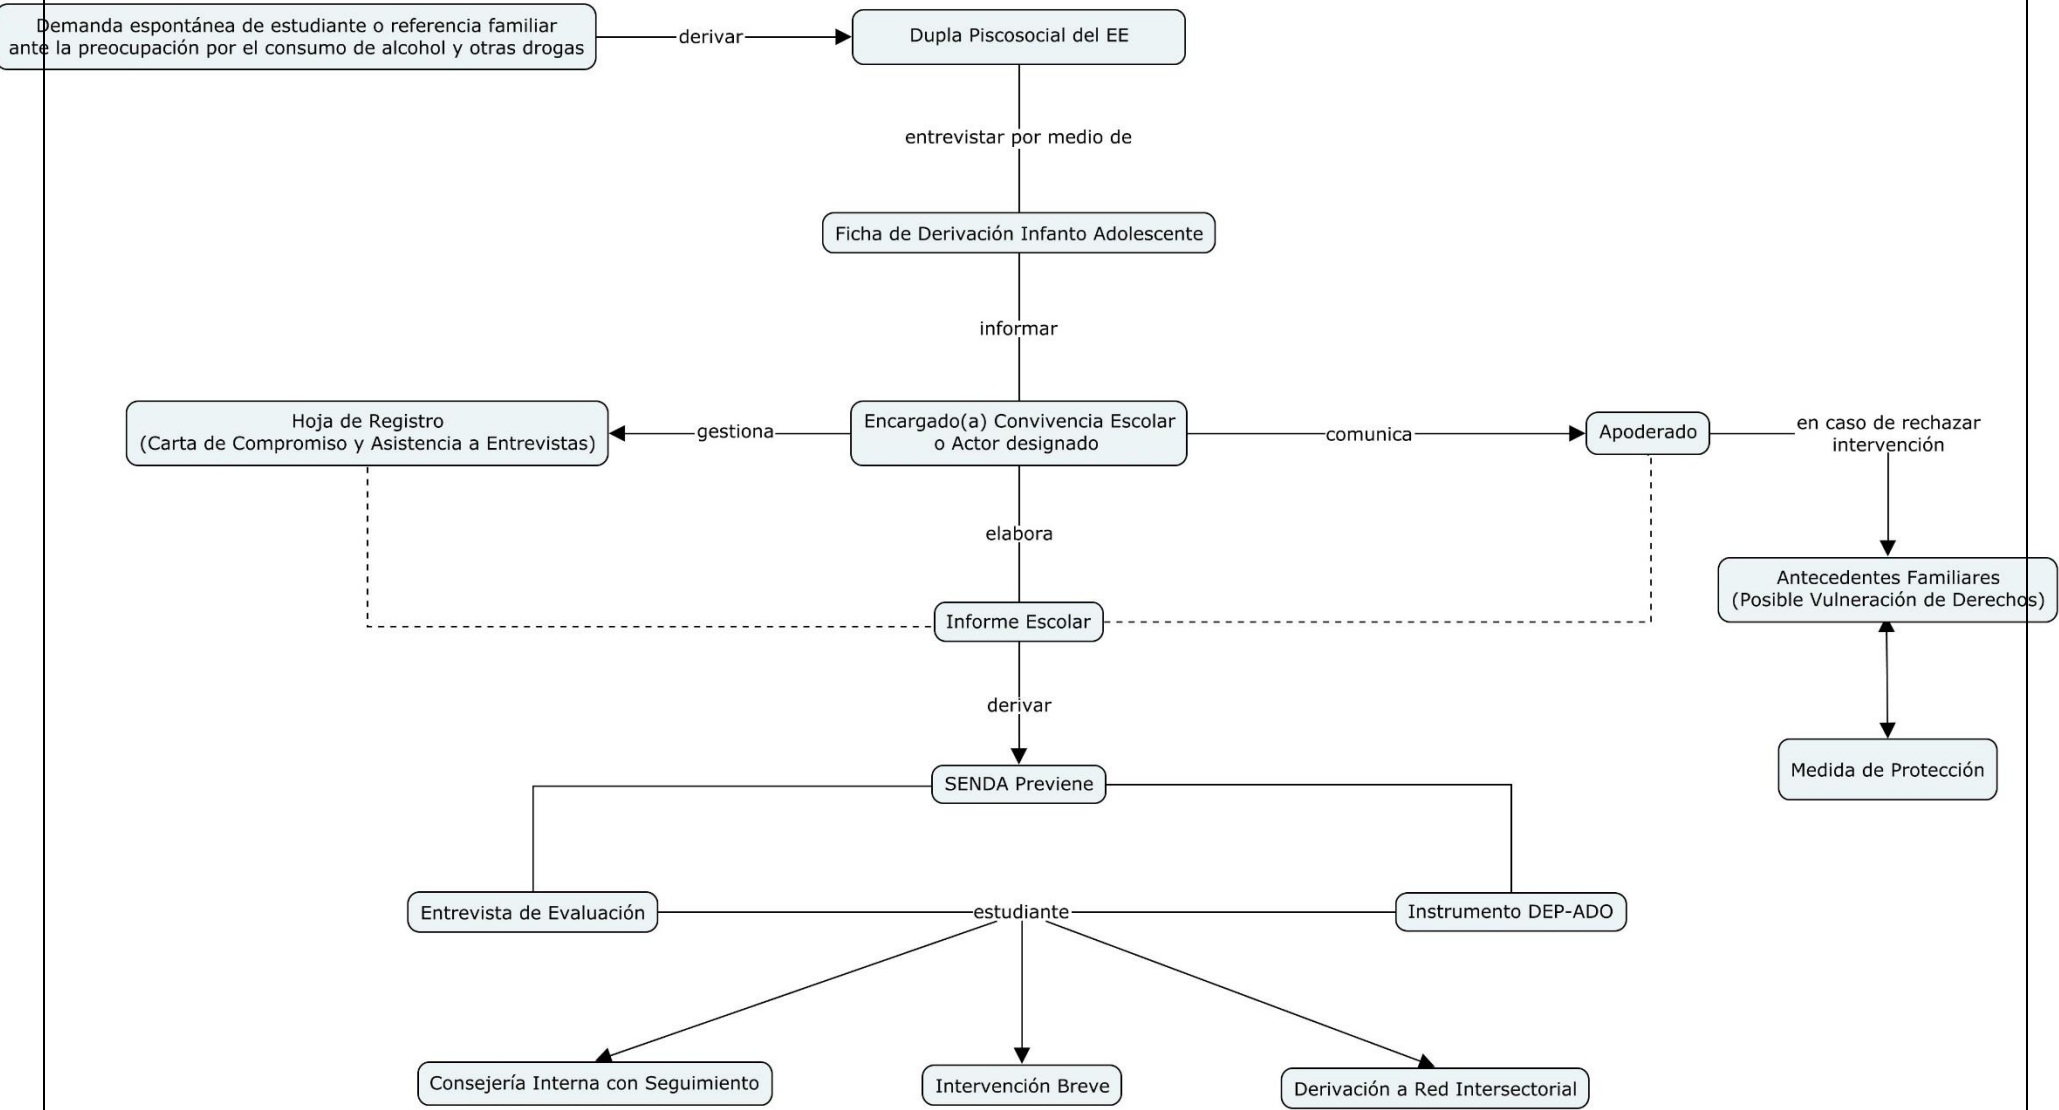 Demanda espontánea de estudiante o referencia familiar
ante la preocupación por el consumo de alcohol y otras drogas
derivar
Dupla Piscosocial del EE
entrevistar por medio de
Ficha de Derivación Infanto Adolescente
informar
Hoja de Registro
(Carta de Compromiso y Asistencia a Entrevistas)
gestiona
Encargado(a) Convivencia Escolar
o Actor designado
comunica
Apoderado
en caso de rechazar
intervención
elabora
Antecedentes Familiares
(Posible Vulneración de Derechos)
Informe Escolar
derivar
Medida de Protección
SENDA Previene
Entrevista de Evaluación
estudiante
Instrumento DEP-ADO
Consejería Interna con Seguimiento
Intervención Breve
Derivación a Red Intersectorial